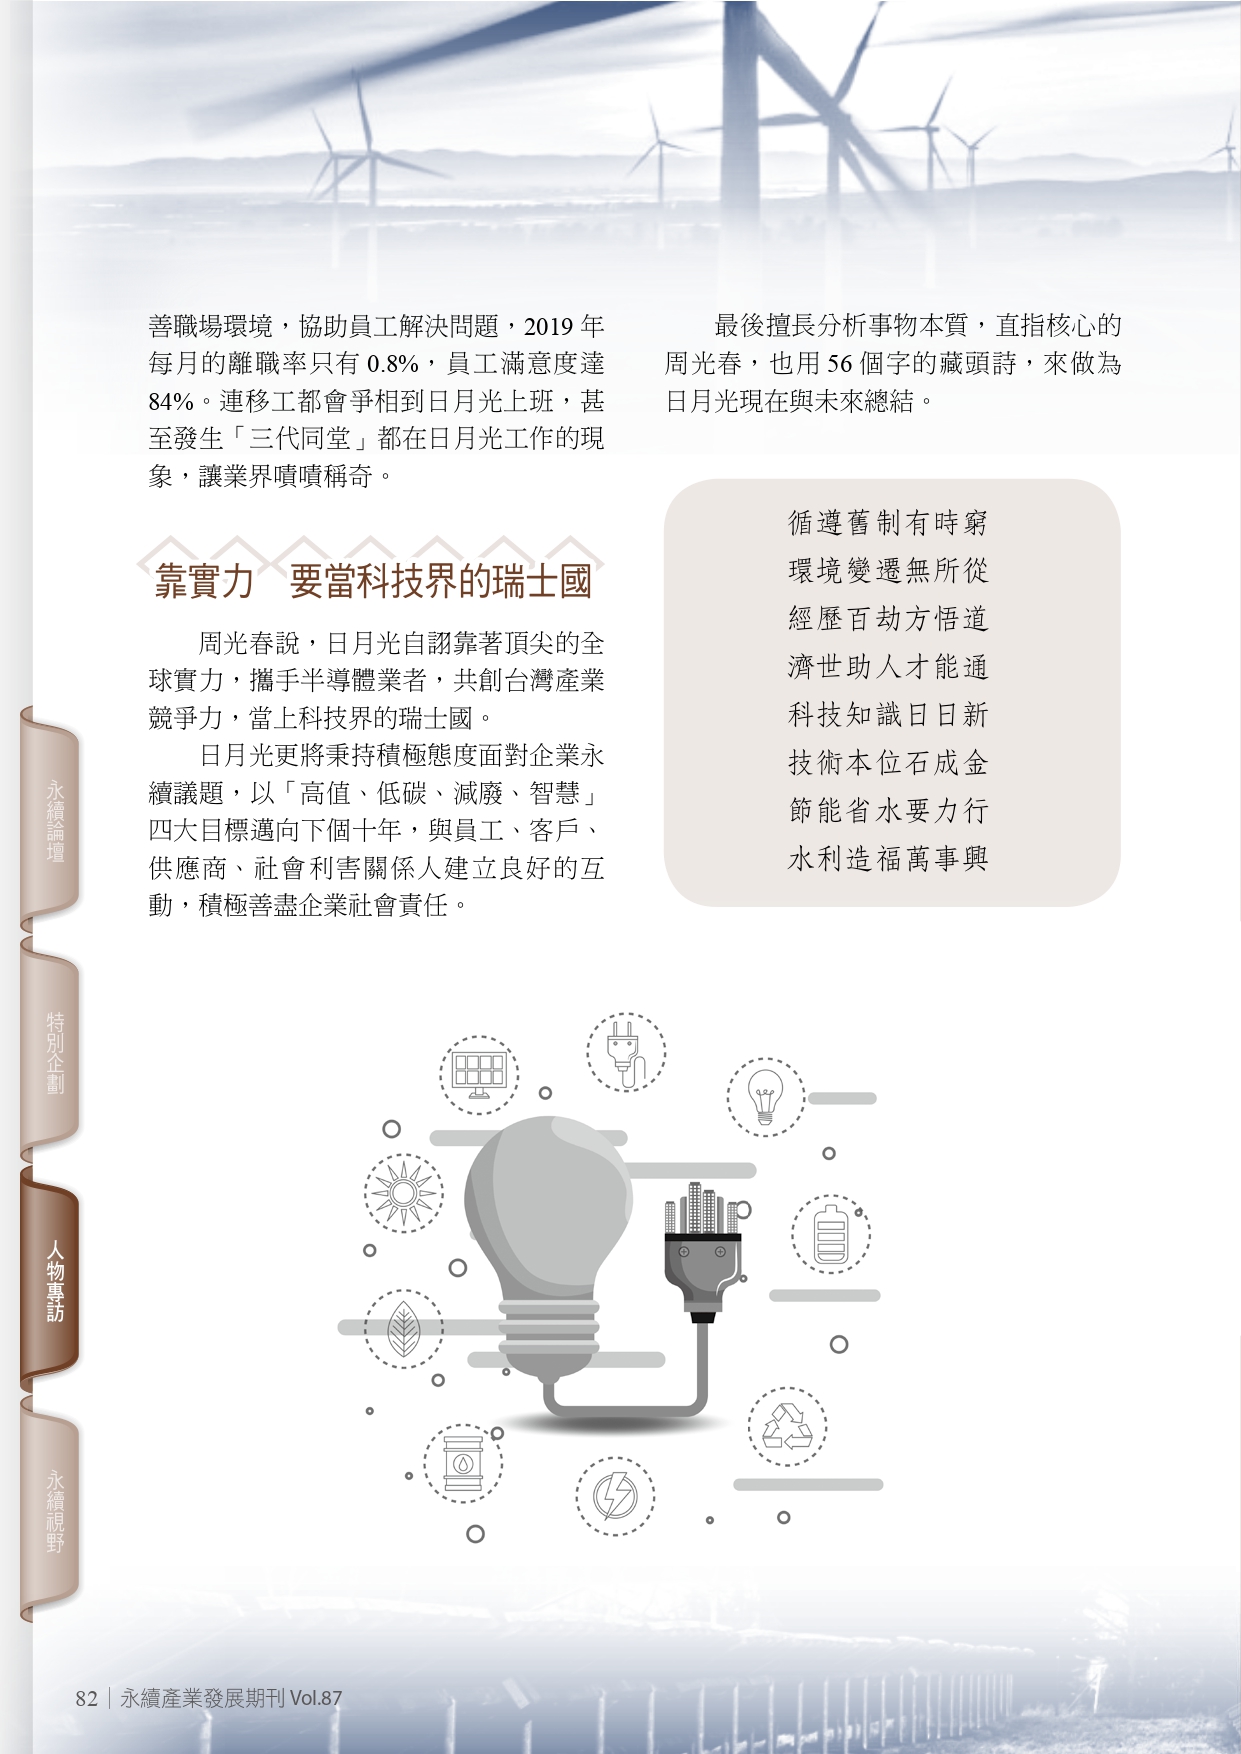 善職場環境，協助員工解決問題，2019 年
每月的離職率只有 0.8%，員工滿意度達
84%。連移工都會爭相到日月光上班，甚
至發生「三代同堂」都在日月光工作的現
象，讓業界嘖嘖稱奇。
靠實力　要當科技界的瑞士國
周光春說，日月光自詡靠著頂尖的全
球實力，攜手半導體業者，共創台灣產業
競爭力，當上科技界的瑞士國。
日月光更將秉持積極態度面對企業永
續議題，以「高值、低碳、減廢、智慧」
四大目標邁向下個十年，與員工、客戶、
供應商、社會利害關係人建立良好的互
動，積極善盡企業社會責任。
最後擅長分析事物本質，直指核心的
周光春，也用 56 個字的藏頭詩，來做為
日月光現在與未來總結。
循遵舊制有時窮
環境變遷無所從
經歷百劫方悟道
濟世助人才能通
科技知識日日新
技術本位石成金
節能省水要力行
水利造福萬事興
永續論壇
特別企劃
人物專訪
永續視野
82｜永續產業發展期刊 Vol.87